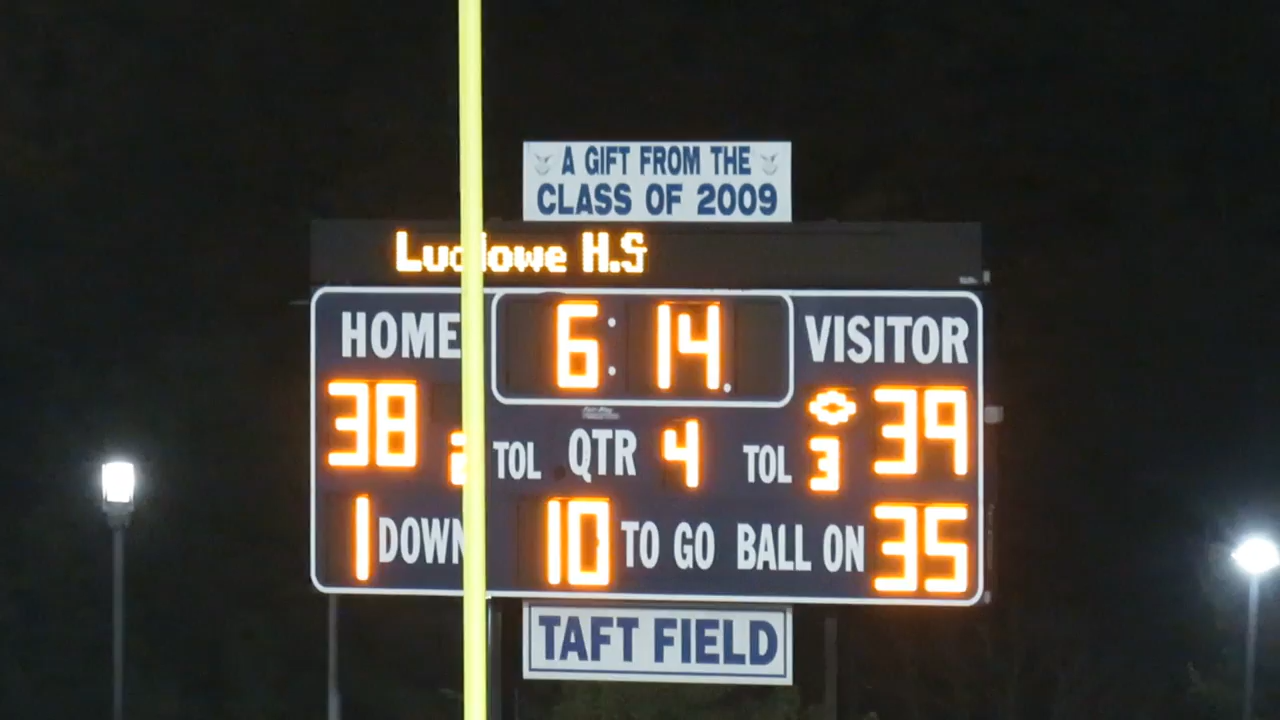 A GIFT FROM THE
CLASS OF 2009
Ludlowe H.S
HOME 6:14 VISITOR
38 2 TOL QTR 4 TOL 3 39
1 DOWN 10 TO GO BALL ON 35
TAFT FIELD